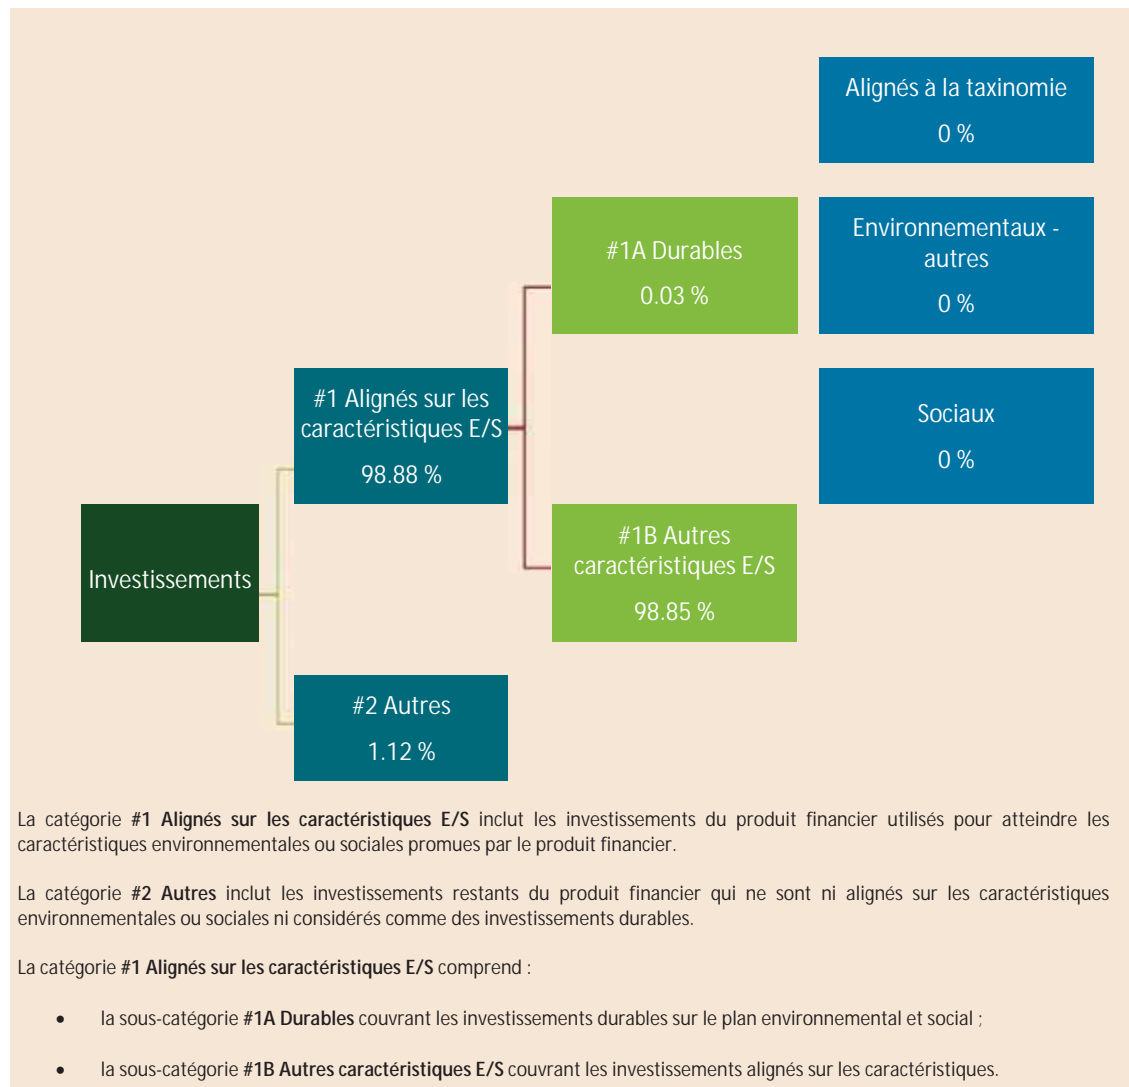 Alignés à la taxinomie
0 %
Environnementaux -
autres
0 %
#1A Durables
0.03 %
#1 Alignés sur les
caractéristiques E/S
98.88 %
Sociaux
0 %
Investissements
#1B Autres
caractéristiques E/S
98.85 %
#2 Autres
1.12 %
La catégorie #1 Alignés sur les caractéristiques E/S inclut les investissements du produit financier utilisés pour atteindre les
caractéristiques environnementales ou sociales promues par le produit financier.
La catégorie #2 Autres inclut les investissements restants du produit financier qui ne sont ni alignés sur les caractéristiques
environnementales ou sociales ni considérés comme des investissements durables.
La catégorie #1 Alignés sur les caractéristiques E/S comprend :
• la sous-catégorie #1A Durables couvrant les investissements durables sur le plan environnemental et social ;
• la sous-catégorie #1B Autres caractéristiques E/S couvrant les investissements alignés sur les caractéristiques.